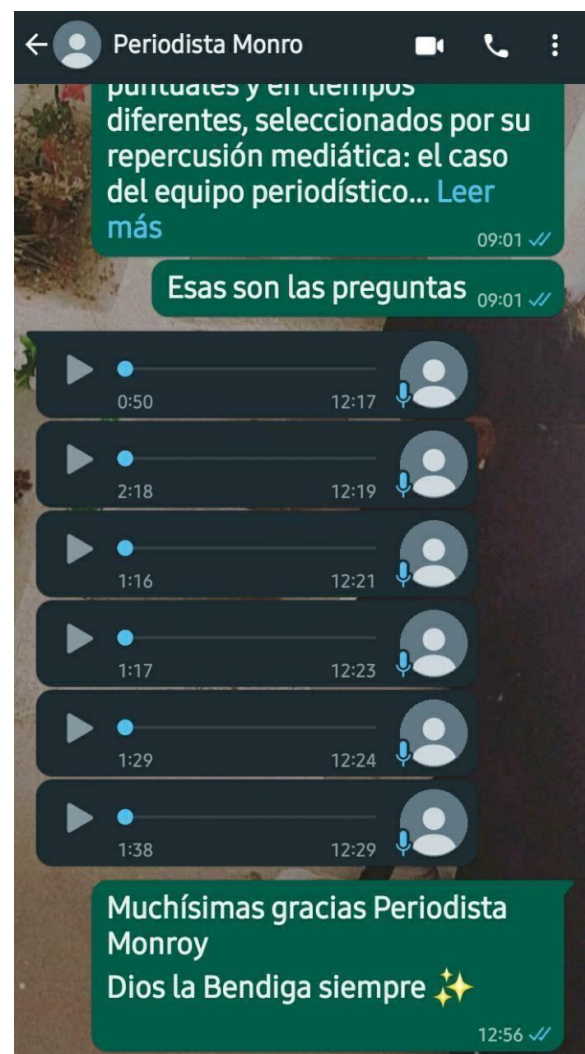 Periodista Monro
puntuales y en tiempos
diferentes, seleccionados por su
repercusión mediática: el caso
del equipo periodístico... Leer
más
09:01
Esas son las preguntas 09:01
0:50 12:17
2:18 12:19
1:16 12:21
1:17 12:23
1:29 12:24
1:38 12:29
Muchísimas gracias Periodista
Monroy
Dios la Bendiga siempre ✨
12:56